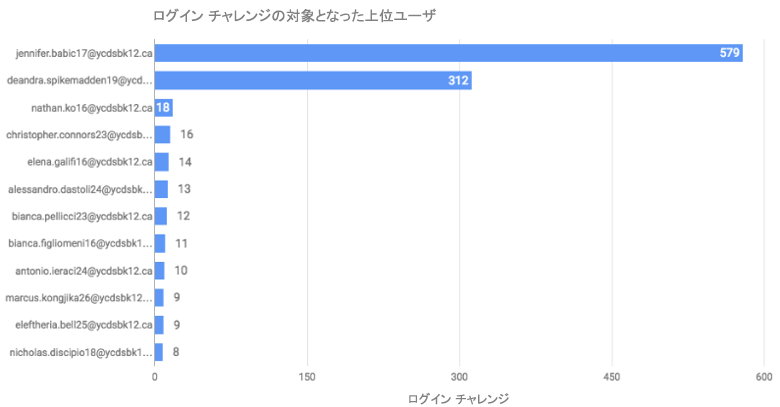 ログイン チャレンジの対象となった上位ユーザ
jennifer.babic17@ycdsbk12.ca 579
deandra.spikemadden19@ycd... 312
nathan.ko16@ycdsbk12.ca 18
christopher.connors23@ycdsb... 16
elena.galifi16@ycdsbk12.ca 14
alessandro.dastoli24@ycdsbk... 13
bianca.pellicci23@ycdsbk12.ca 12
bianca.figliomeni16@ycdsbk1... 11
antonio.ieraci24@ycdsbk12.ca 10
marcus.kongjika26@ycdsbk12... 9
eleftheria.bell25@ycdsbk12.ca 9
nicholas.discipio18@ycdsbk1... 8
0 150 300 450 600
ログイン チャレンジ